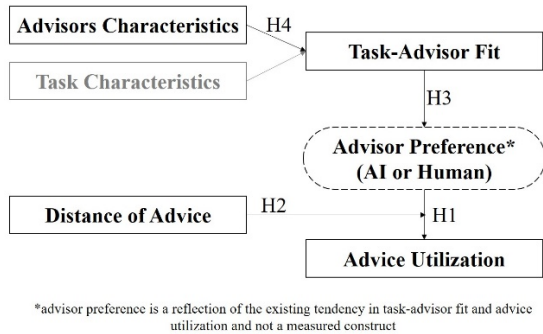 Advisors Characteristics
H4
Task Characteristics
Task-Advisor Fit
H3
Advisor Preference*
(AI or Human)
Distance of Advice
H2
H1
Advice Utilization
*advisor preference is a reflection of the existing tendency in task-advisor fit and advice
utilization and not a measured construct